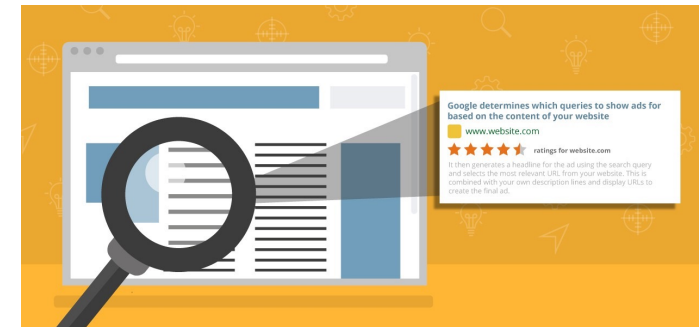 Google determines which queries to show ads for
based on the content of your website
www.website.com
ratings for website.com
It then generates a headline for the ad using the search query
and selects the most relevant URL from your website. This is
combined with your own description lines and display URLs to
create the final ad.